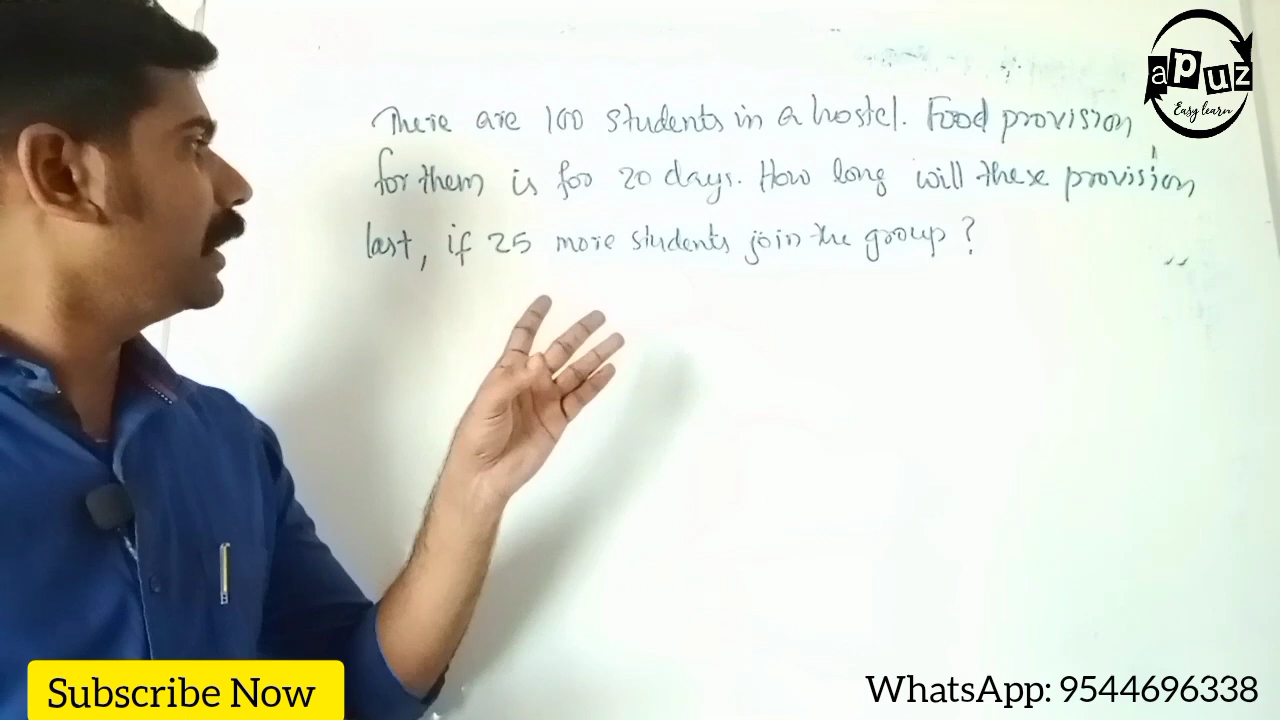 There are 100 students in a hostel. Food provision
for them is for 20 days. How long will these provision
last, if 25 more students join the group?
apuz
Easy learn
Subscribe Now
WhatsApp: 9544696338